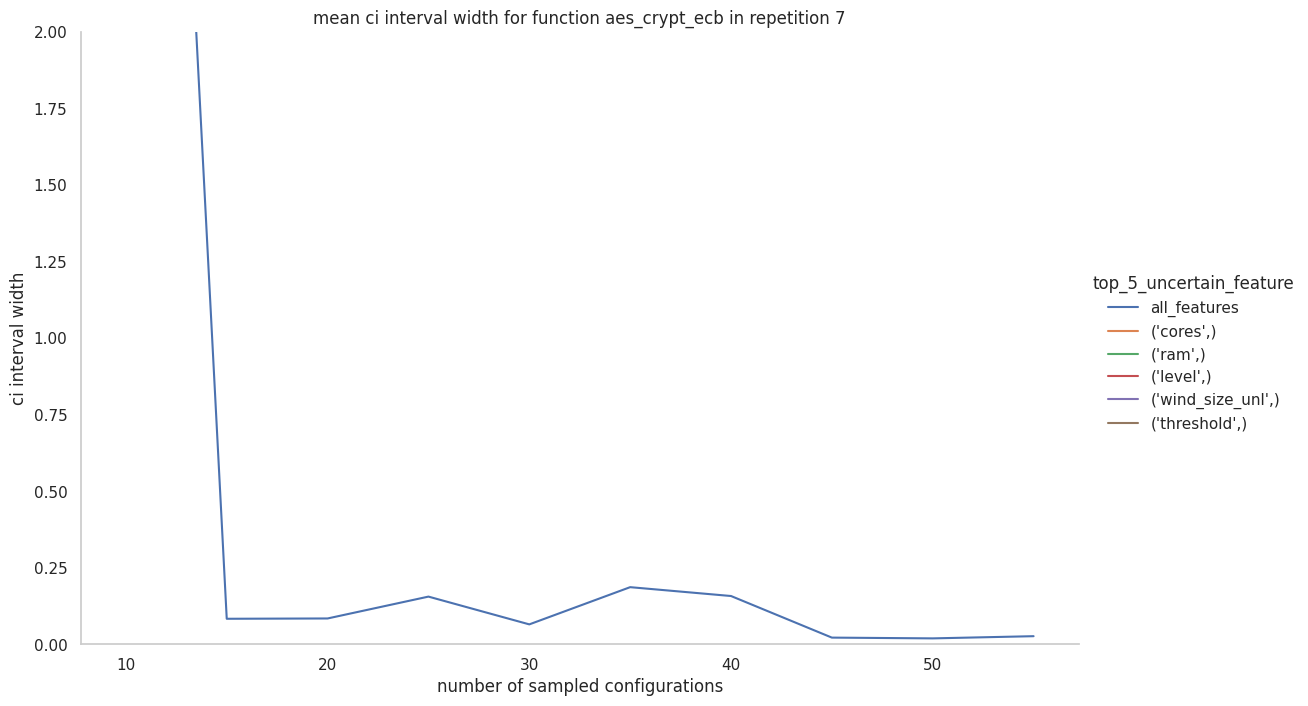 mean ci interval width for function aes_crypt_ecb in repetition 7
2.00
1.75
1.50
1.25
1.00
0.75
0.50
0.25
0.00
ci interval width
10
20
30
40
50
number of sampled configurations
top_5_uncertain_feature
all_features
('cores',)
('ram',)
('level',)
('wind_size_unl',)
('threshold',)